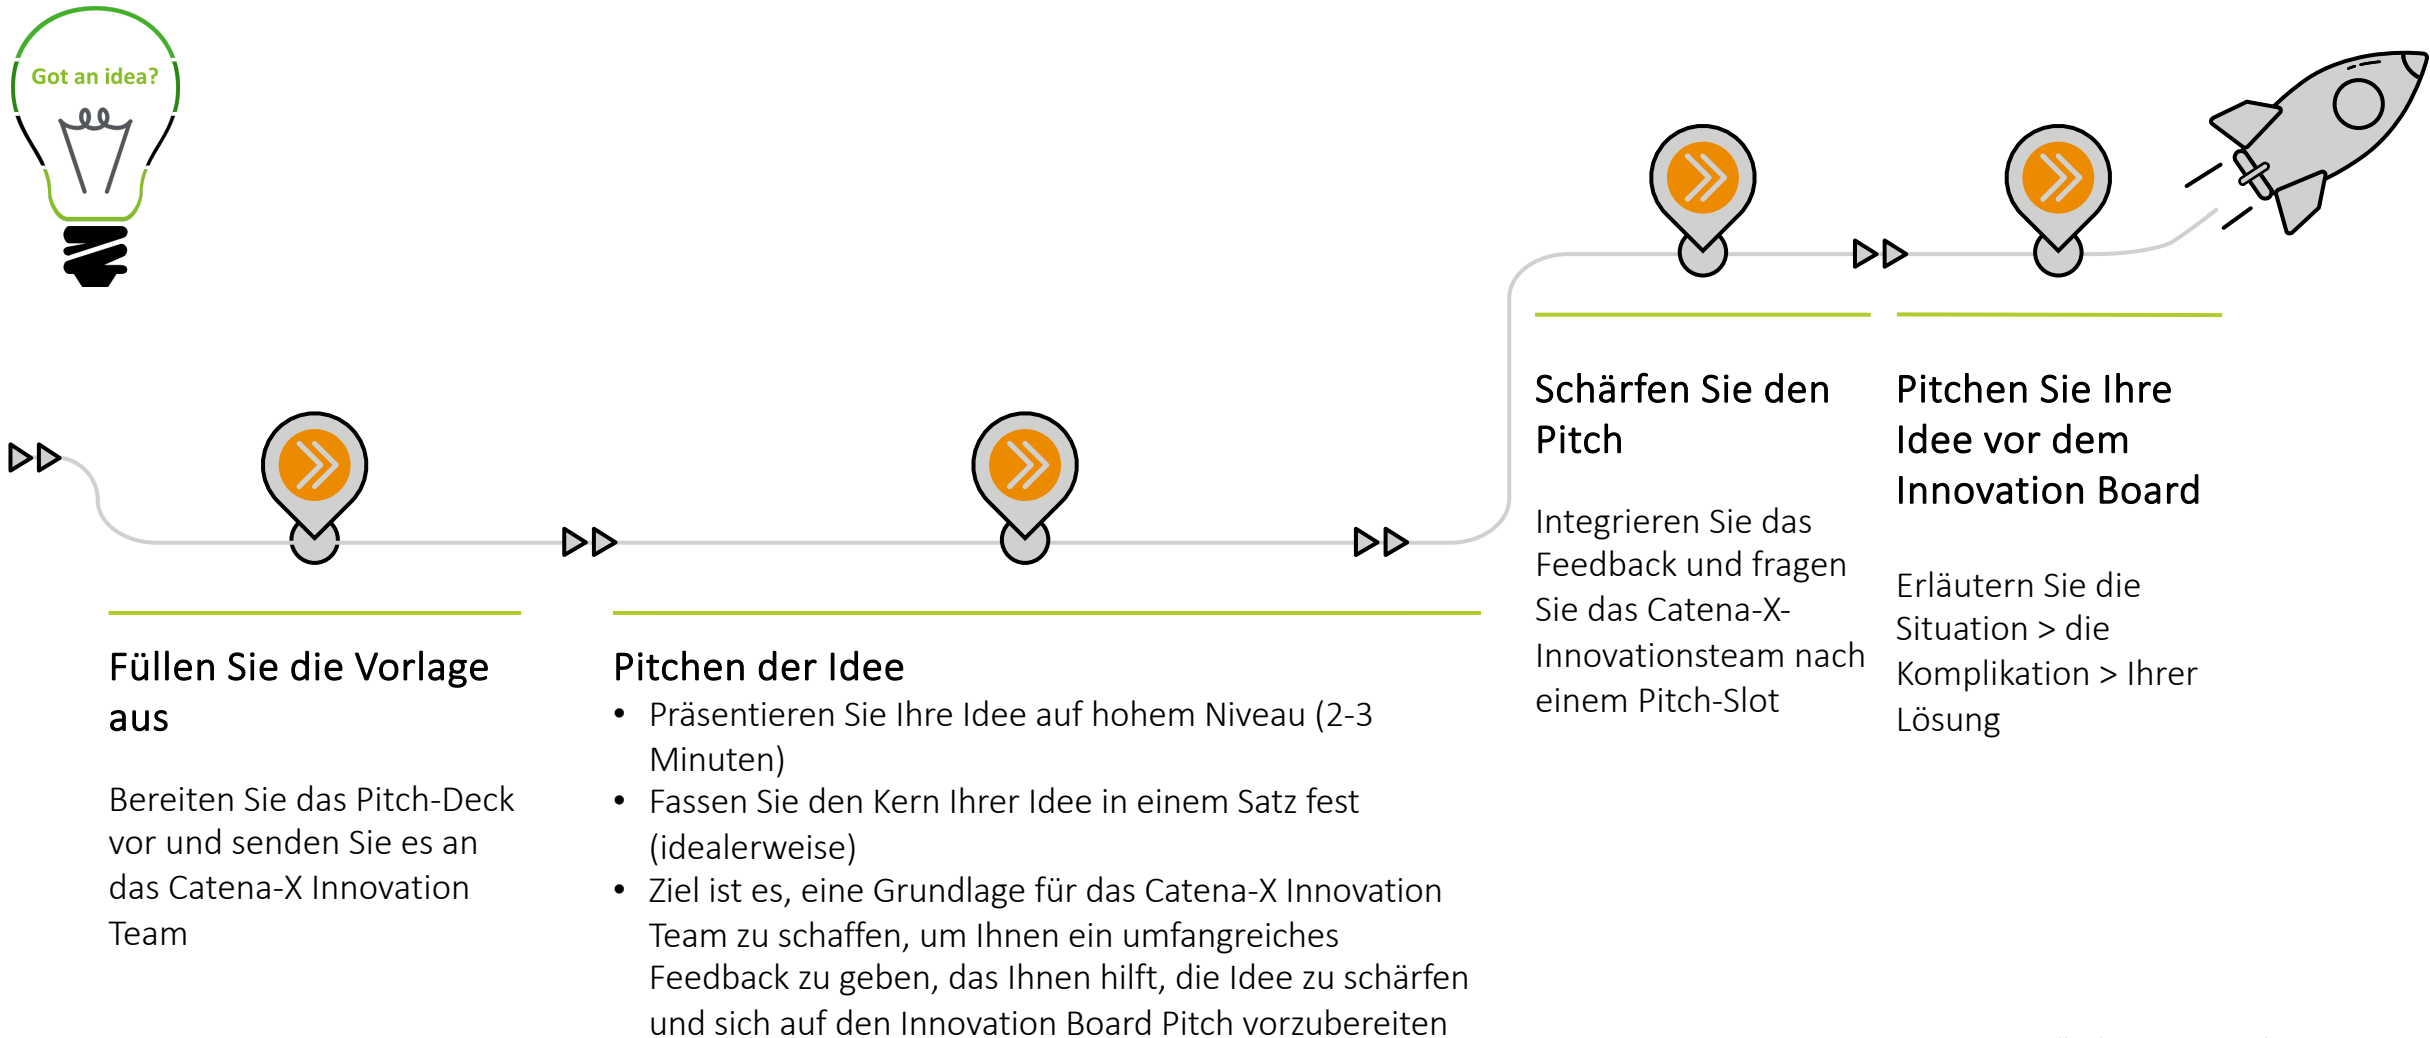 Got an idea?
Füllen Sie die Vorlage
aus
Bereiten Sie das Pitch-Deck
vor und senden Sie es an
das Catena-X Innovation
Team
Pitchen der Idee
• Präsentieren Sie Ihre Idee auf hohem Niveau (2-3
Minuten)
• Fassen Sie den Kern Ihrer Idee in einem Satz fest
(idealerweise)
• Ziel ist es, eine Grundlage für das Catena-X Innovation
Team zu schaffen, um Ihnen ein umfangreiches
Feedback zu geben, das Ihnen hilft, die Idee zu schärfen
und sich auf den Innovation Board Pitch vorzubereiten
Schärfen Sie den
Pitch
Integrieren Sie das
Feedback und fragen
Sie das Catena-X-
Innovationsteam nach
einem Pitch-Slot
Pitchen Sie Ihre
Idee vor dem
Innovation Board
Erläutern Sie die
Situation > die
Komplikation > Ihrer
Lösung